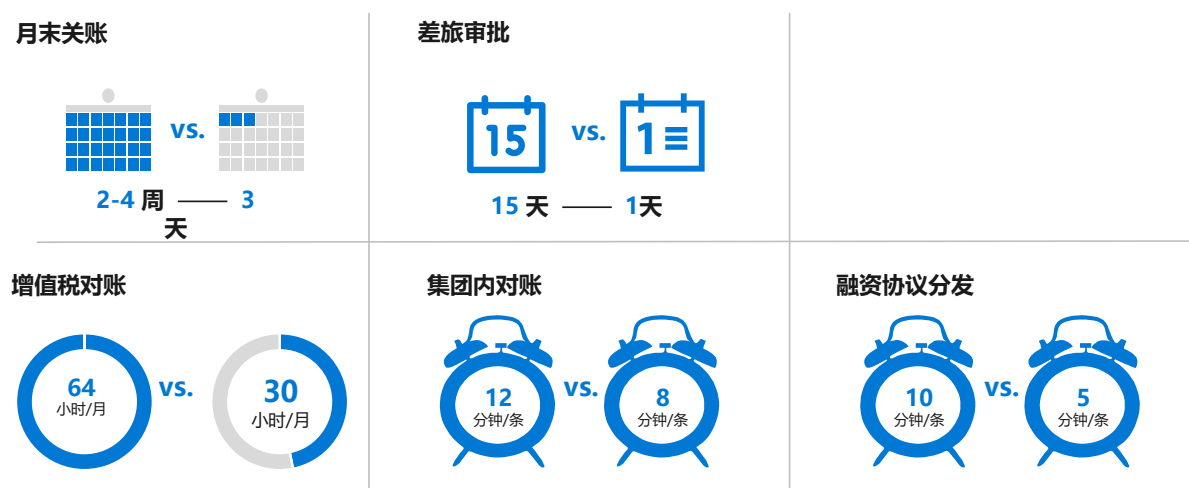 月末关账
vs.
2-4 周 —— 3
天
差旅审批
15
vs.
1
15 天 —— 1天
增值税对账
64
小时/月
vs.
30
小时/月
集团内对账
12
分钟/条
vs.
8
分钟/条
融资协议分发
10
分钟/条
vs.
5
分钟/条